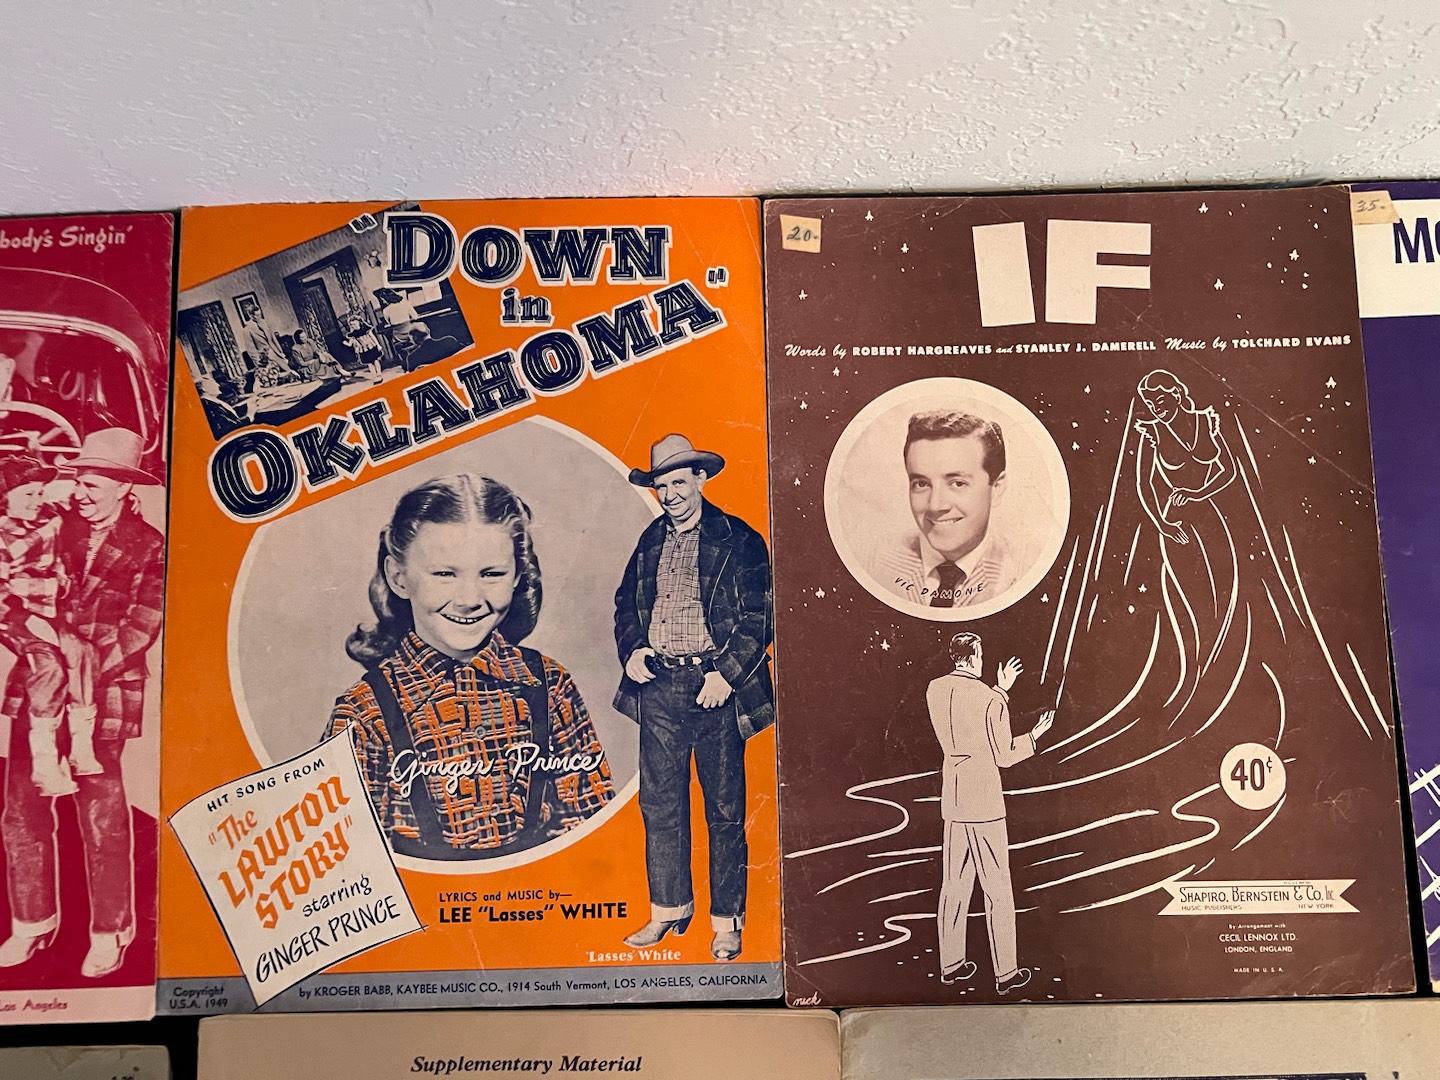 body's Singin'
Los Angeles
"DOWN
in
OKLAHOMA"
Ginger Prince
HIT SONG FROM
"The
LAWTON
STORY"
starring
GINGER PRINCE
LYRICS and MUSIC by—
LEE "Lasses" WHITE
'Lasses' White
Copyright
U.S.A. 1949
by KROGER BABB, KAYBEE MUSIC CO., 1914 South Vermont, LOS ANGELES, CALIFORNIA
20-
IF
Words by ROBERT HARGREAVES and STANLEY J. DAMERELL Music by TOLCHARD EVANS
VIC DAMONE
40¢
SHAPIRO, BERNSTEIN & CO. Inc
MUSIC PUBLISHERS NEW YORK
By Arrangement with
CECIL LENNOX LTD.
LONDON, ENGLAND
MADE IN U. S. A.
nick
35-
Supplementary Material